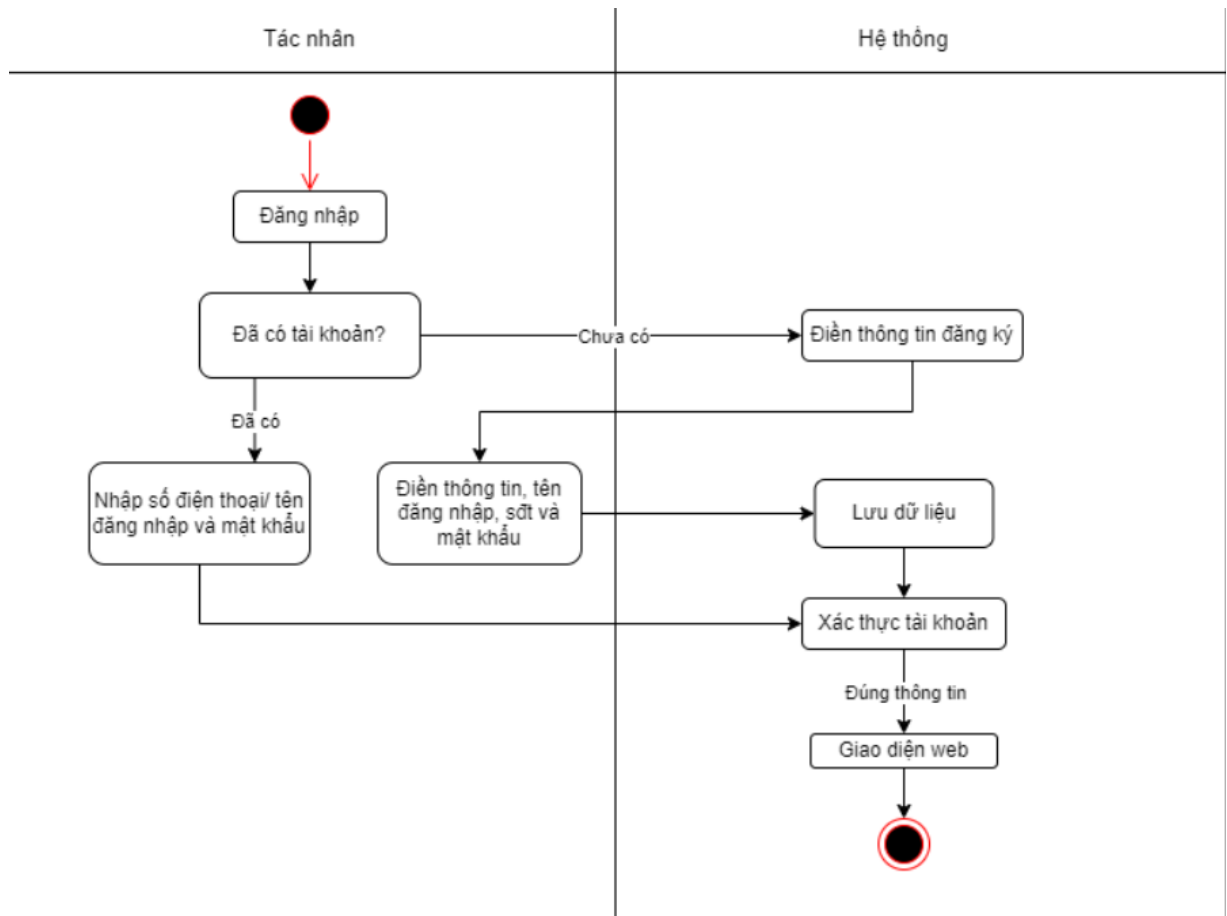 Tác nhân
Hệ thống
Đăng nhập
Đã có tài khoản?
Chưa có
Điền thông tin đăng ký
Đã có
Nhập số điện thoại/ tên
đăng nhập và mật khẩu
Điền thông tin, tên
đăng nhập, sđt và
mật khẩu
Lưu dữ liệu
Xác thực tài khoản
Đúng thông tin
Giao diện web